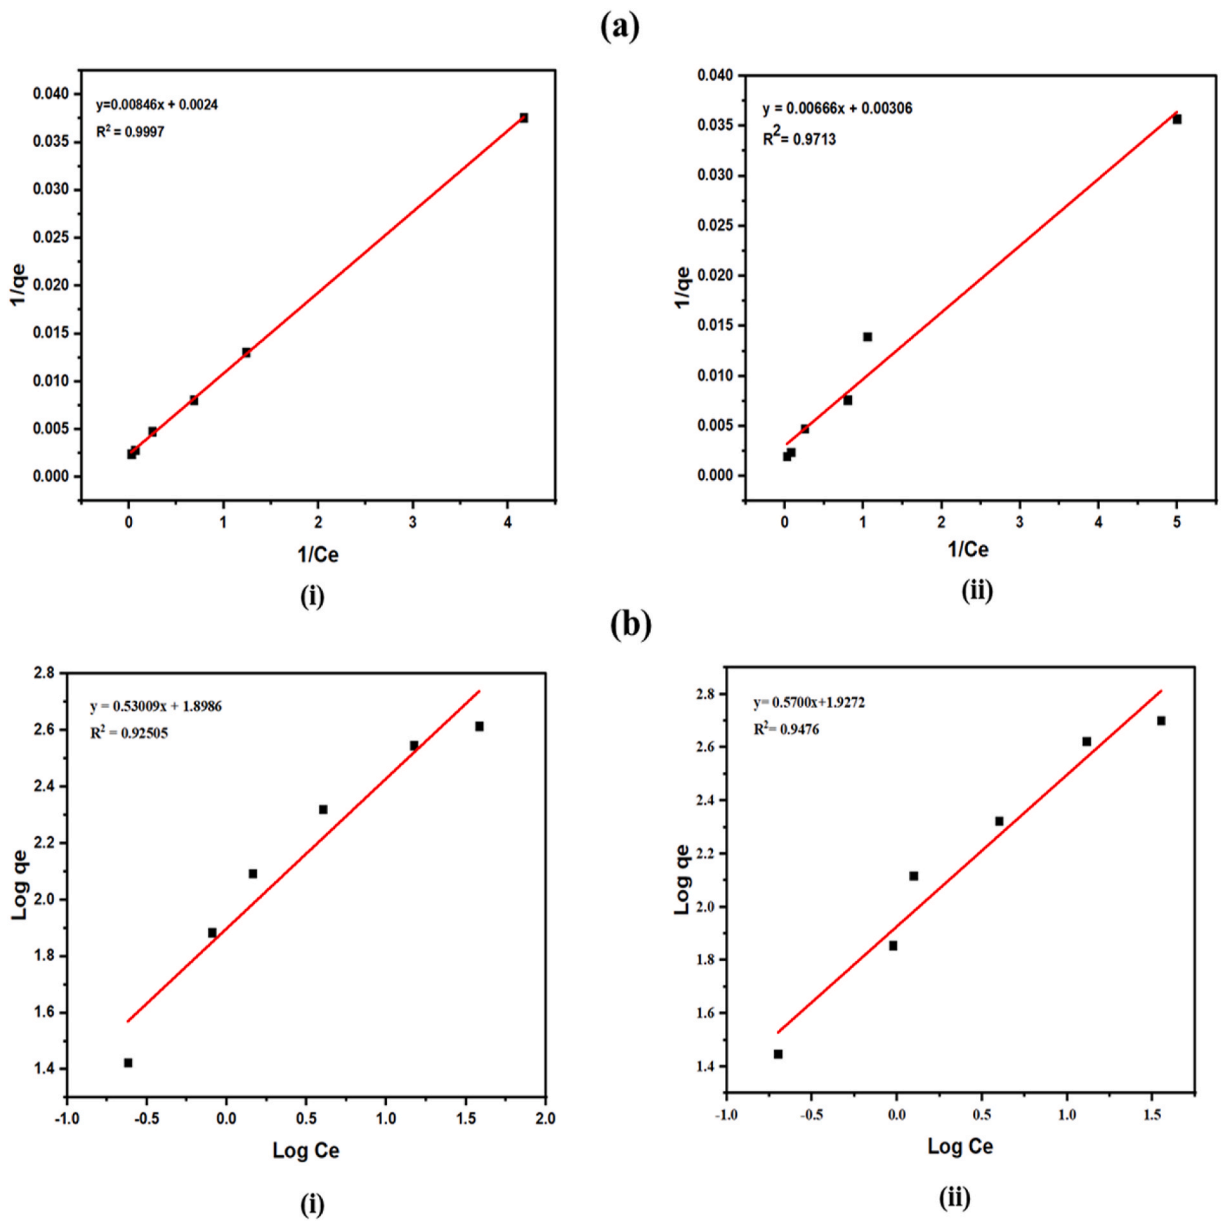 (a)
y=0.00846x + 0.0024
R² = 0.9997
0.040
0.035
0.030
0.025
0.020
0.015
0.010
0.005
0.000
1/qe
0 1 2 3 4
1/Ce
(i)
y = 0.00666x + 0.00306
R²= 0.9713
0.040
0.035
0.030
0.025
0.020
0.015
0.010
0.005
0.000
1/qe
0 1 2 3 4 5
1/Ce
(ii)
(b)
y = 0.53009x + 1.8986
R² = 0.92505
2.8
2.6
2.4
2.2
2.0
1.8
1.6
1.4
Log qe
-1.0 -0.5 0.0 0.5 1.0 1.5 2.0
Log Ce
(i)
y= 0.5700x+1.9272
R²= 0.9476
2.8
2.6
2.4
2.2
2.0
1.8
1.6
1.4
Log qe
-1.0 -0.5 0.0 0.5 1.0 1.5
Log Ce
(ii)